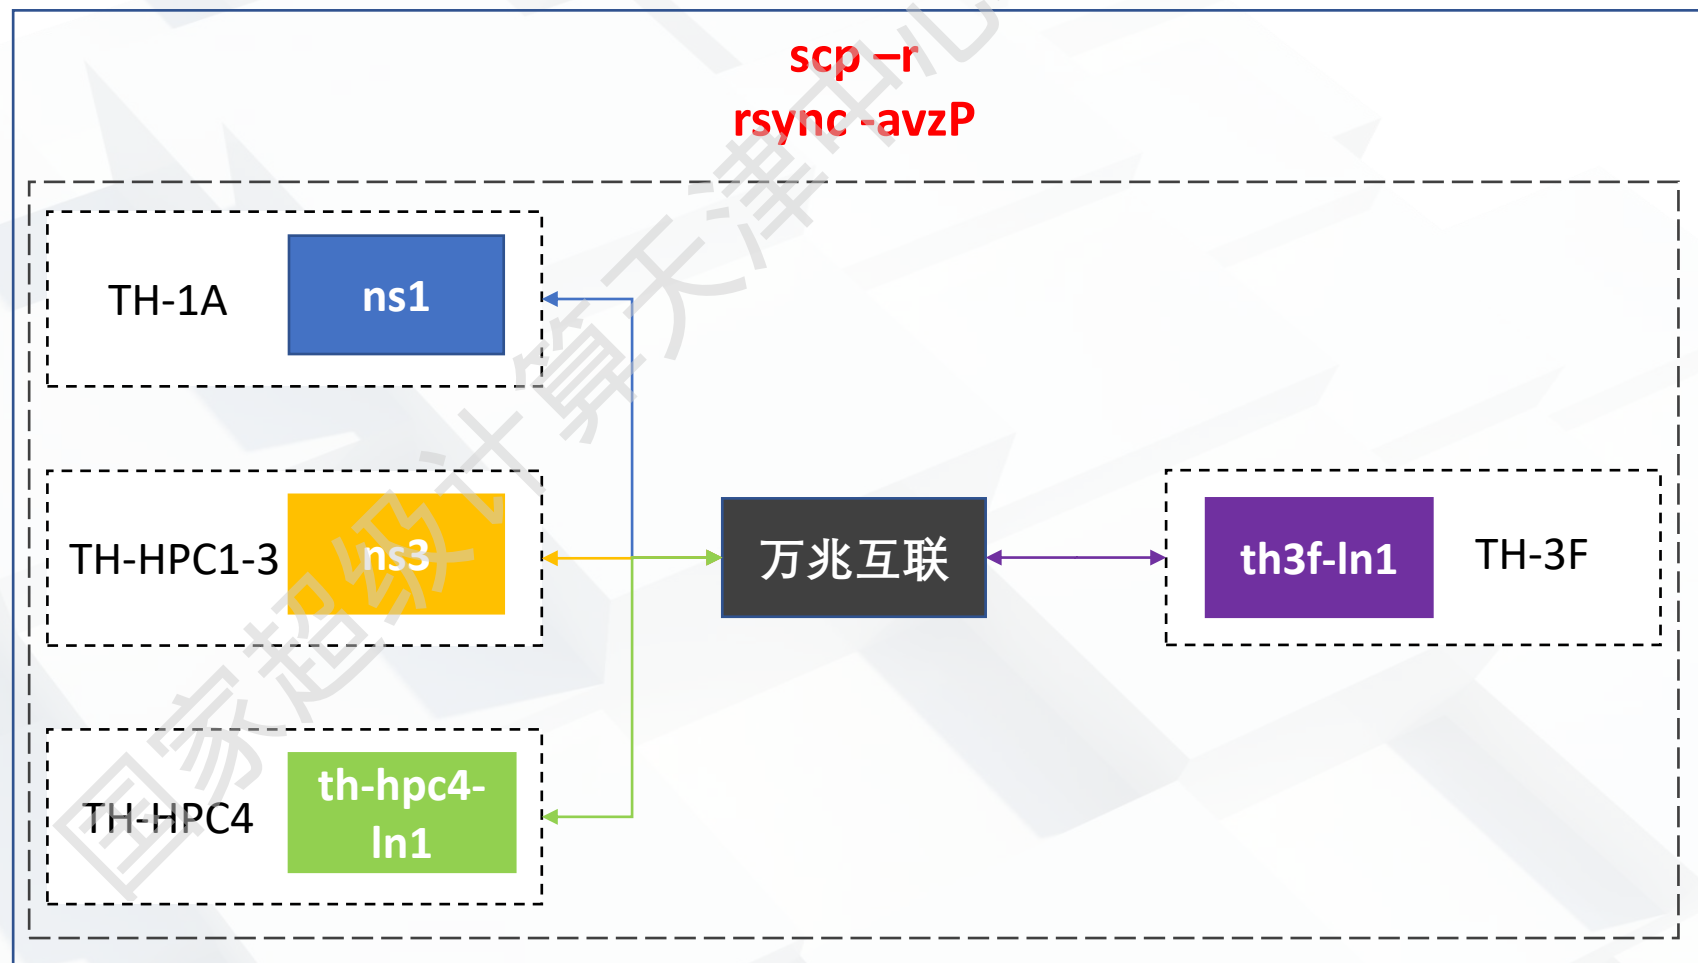 scp –r
rsync -avzP
TH-1A
ns1
TH-HPC1-3
ns3
万兆互联
th3f-ln1
TH-3F
TH-HPC4
th-hpc4-
ln1
国家超级计算天津中心